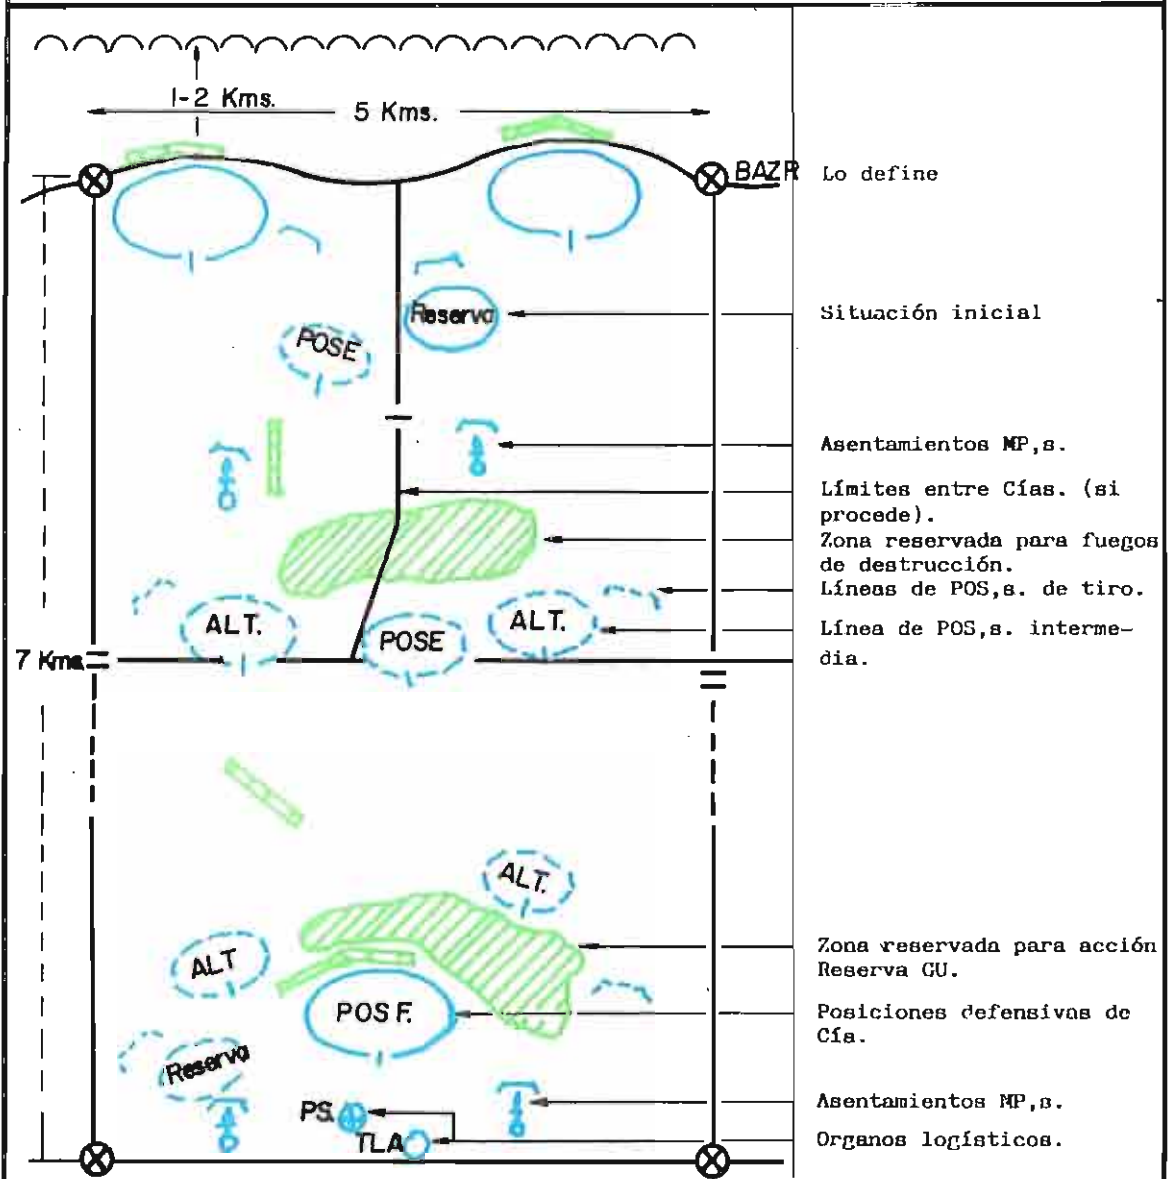 1-2 Kms.
5 Kms.
BAZR
Lo define
Reserva
Situación inicial
POSE
Asentamientos MP,s.
Límites entre Cías. (si
procede).
Zona reservada para fuegos
de destrucción.
Líneas de POS,s. de tiro.
ALT.
POSE
ALT.
Línea de POS,s. interme-
dia.
7 Kms
ALT.
ALT
Zona reservada para acción
Reserva GU.
POS F.
Posiciones defensivas de
Cía.
Reserva
Asentamientos MP,s.
PS.
TLA
Organos logísticos.